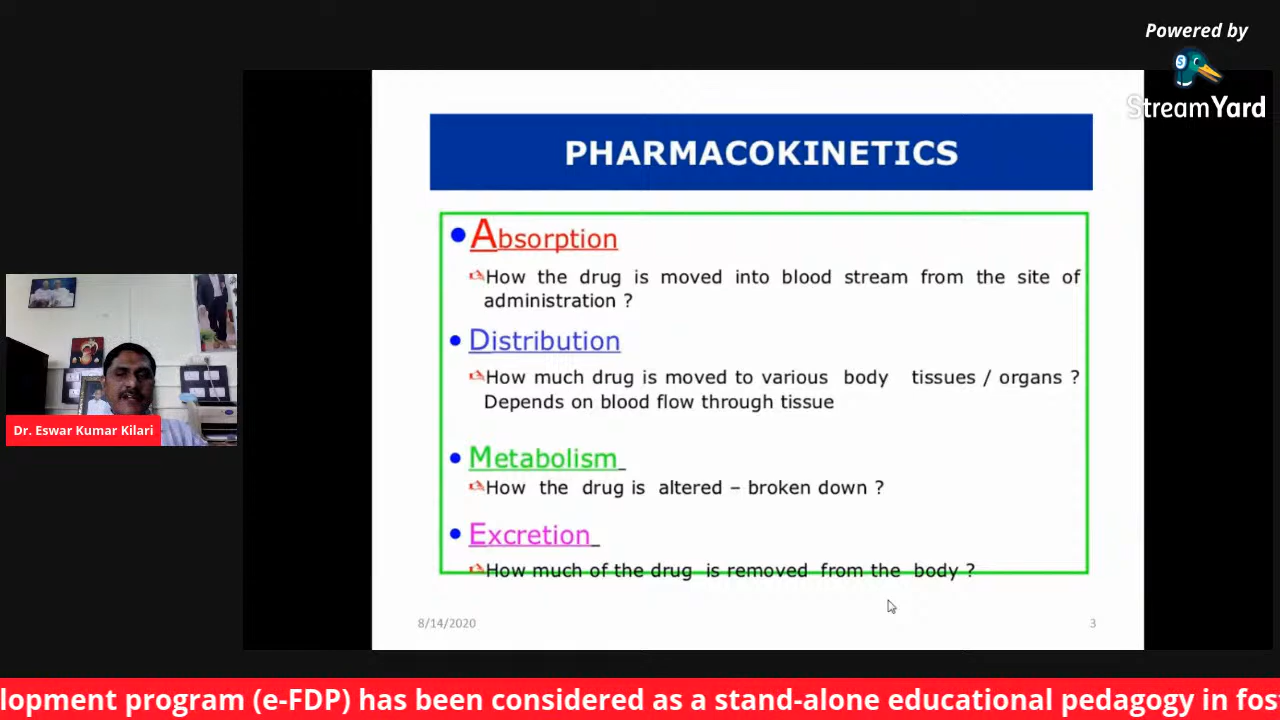 Powered by
StreamYard
PHARMACOKINETICS
Absorption
How the drug is moved into blood stream from the site of
administration ?
Distribution
How much drug is moved to various body tissues / organs ?
Depends on blood flow through tissue
Metabolism
How the drug is altered – broken down ?
Excretion
How much of the drug is removed from the body ?
8/14/2020
3
Dr. Eswar Kumar Kilari
lopment program (e-FDP) has been considered as a stand-alone educational pedagogy in fos